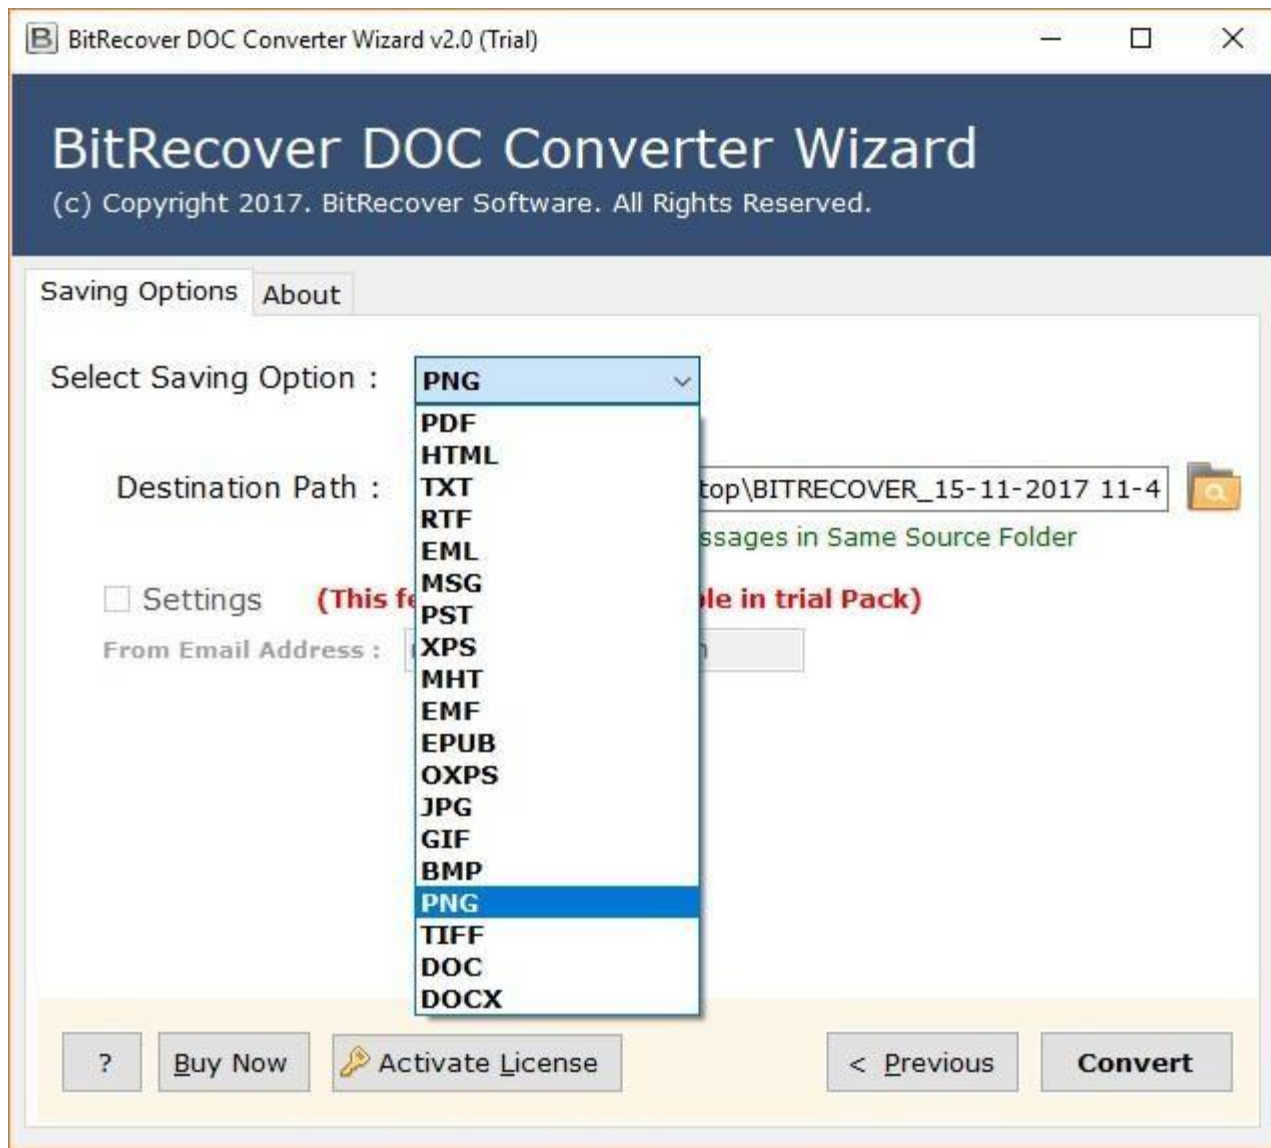 BitRecover DOC Converter Wizard v2.0 (Trial)
BitRecover DOC Converter Wizard
(c) Copyright 2017. BitRecover Software. All Rights Reserved.
Saving Options About
Select Saving Option : PNG
PDF
HTML
Destination Path : TXT top\BITRECOVER_15-11-2017 11-4
RTF
EML ssages in Same Source Folder
MSG
Settings (This fe le in trial Pack)
PST
From Email Address : XPS
MHT
EMF
EPUB
OXPS
JPG
GIF
BMP
PNG
TIFF
DOC
DOCX
? Buy Now Activate License < Previous Convert